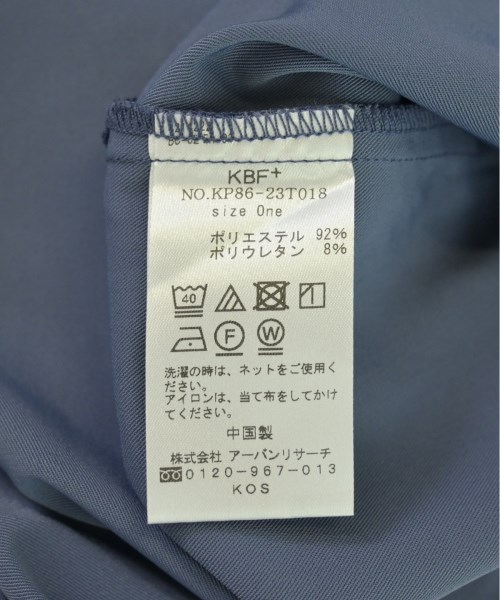 KBF+
NO.KP86-23T018
size One
ポリエステル 92%
ポリウレタン 8%
40
F W
洗濯の時は、ネットをご使用く
ださい。
アイロンは、当て布をしてかけ
てください。
中国製
株式会社 アーバンリサーチ
0120-967-013
KOS